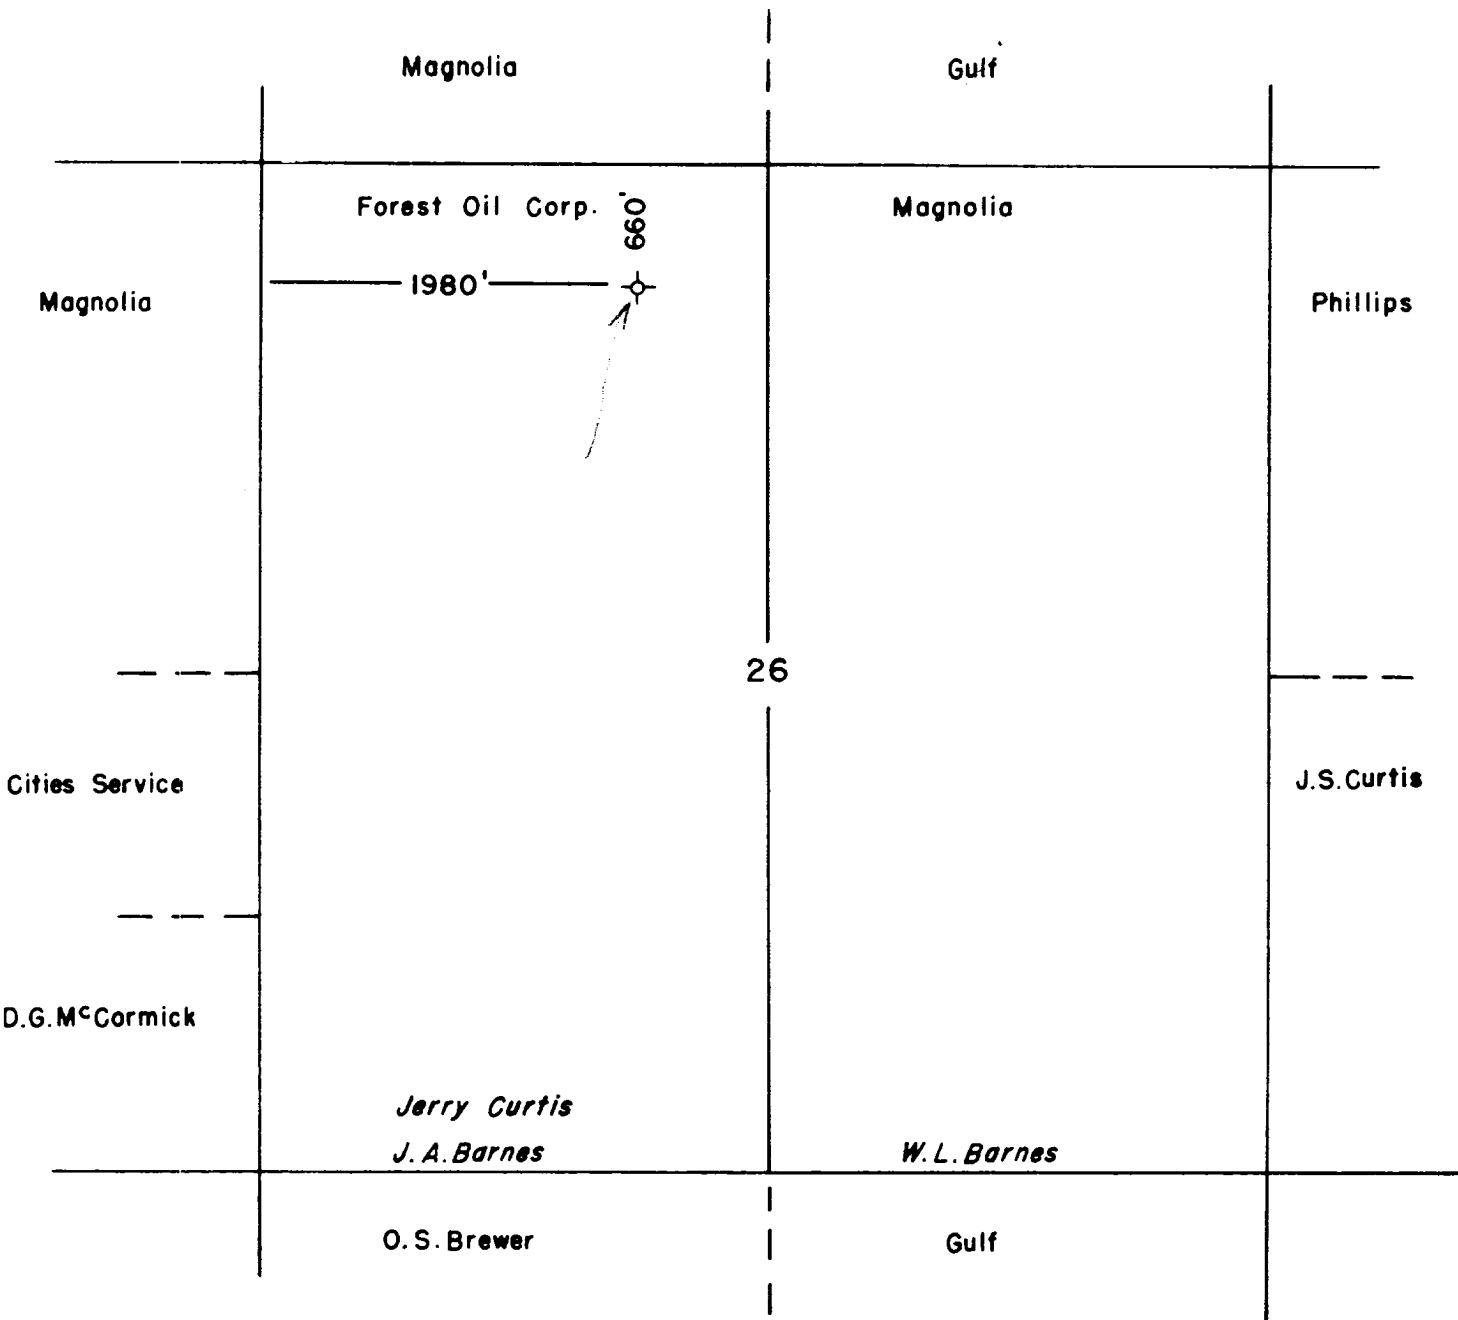 Magnolia
Gulf
Forest Oil Corp.
660'
Magnolia
1980'
Magnolia
Phillips
26
Cities Service
J.S.Curtis
D.G.McCormick
Jerry Curtis
J.A.Barnes
W.L.Barnes
O.S.Brewer
Gulf